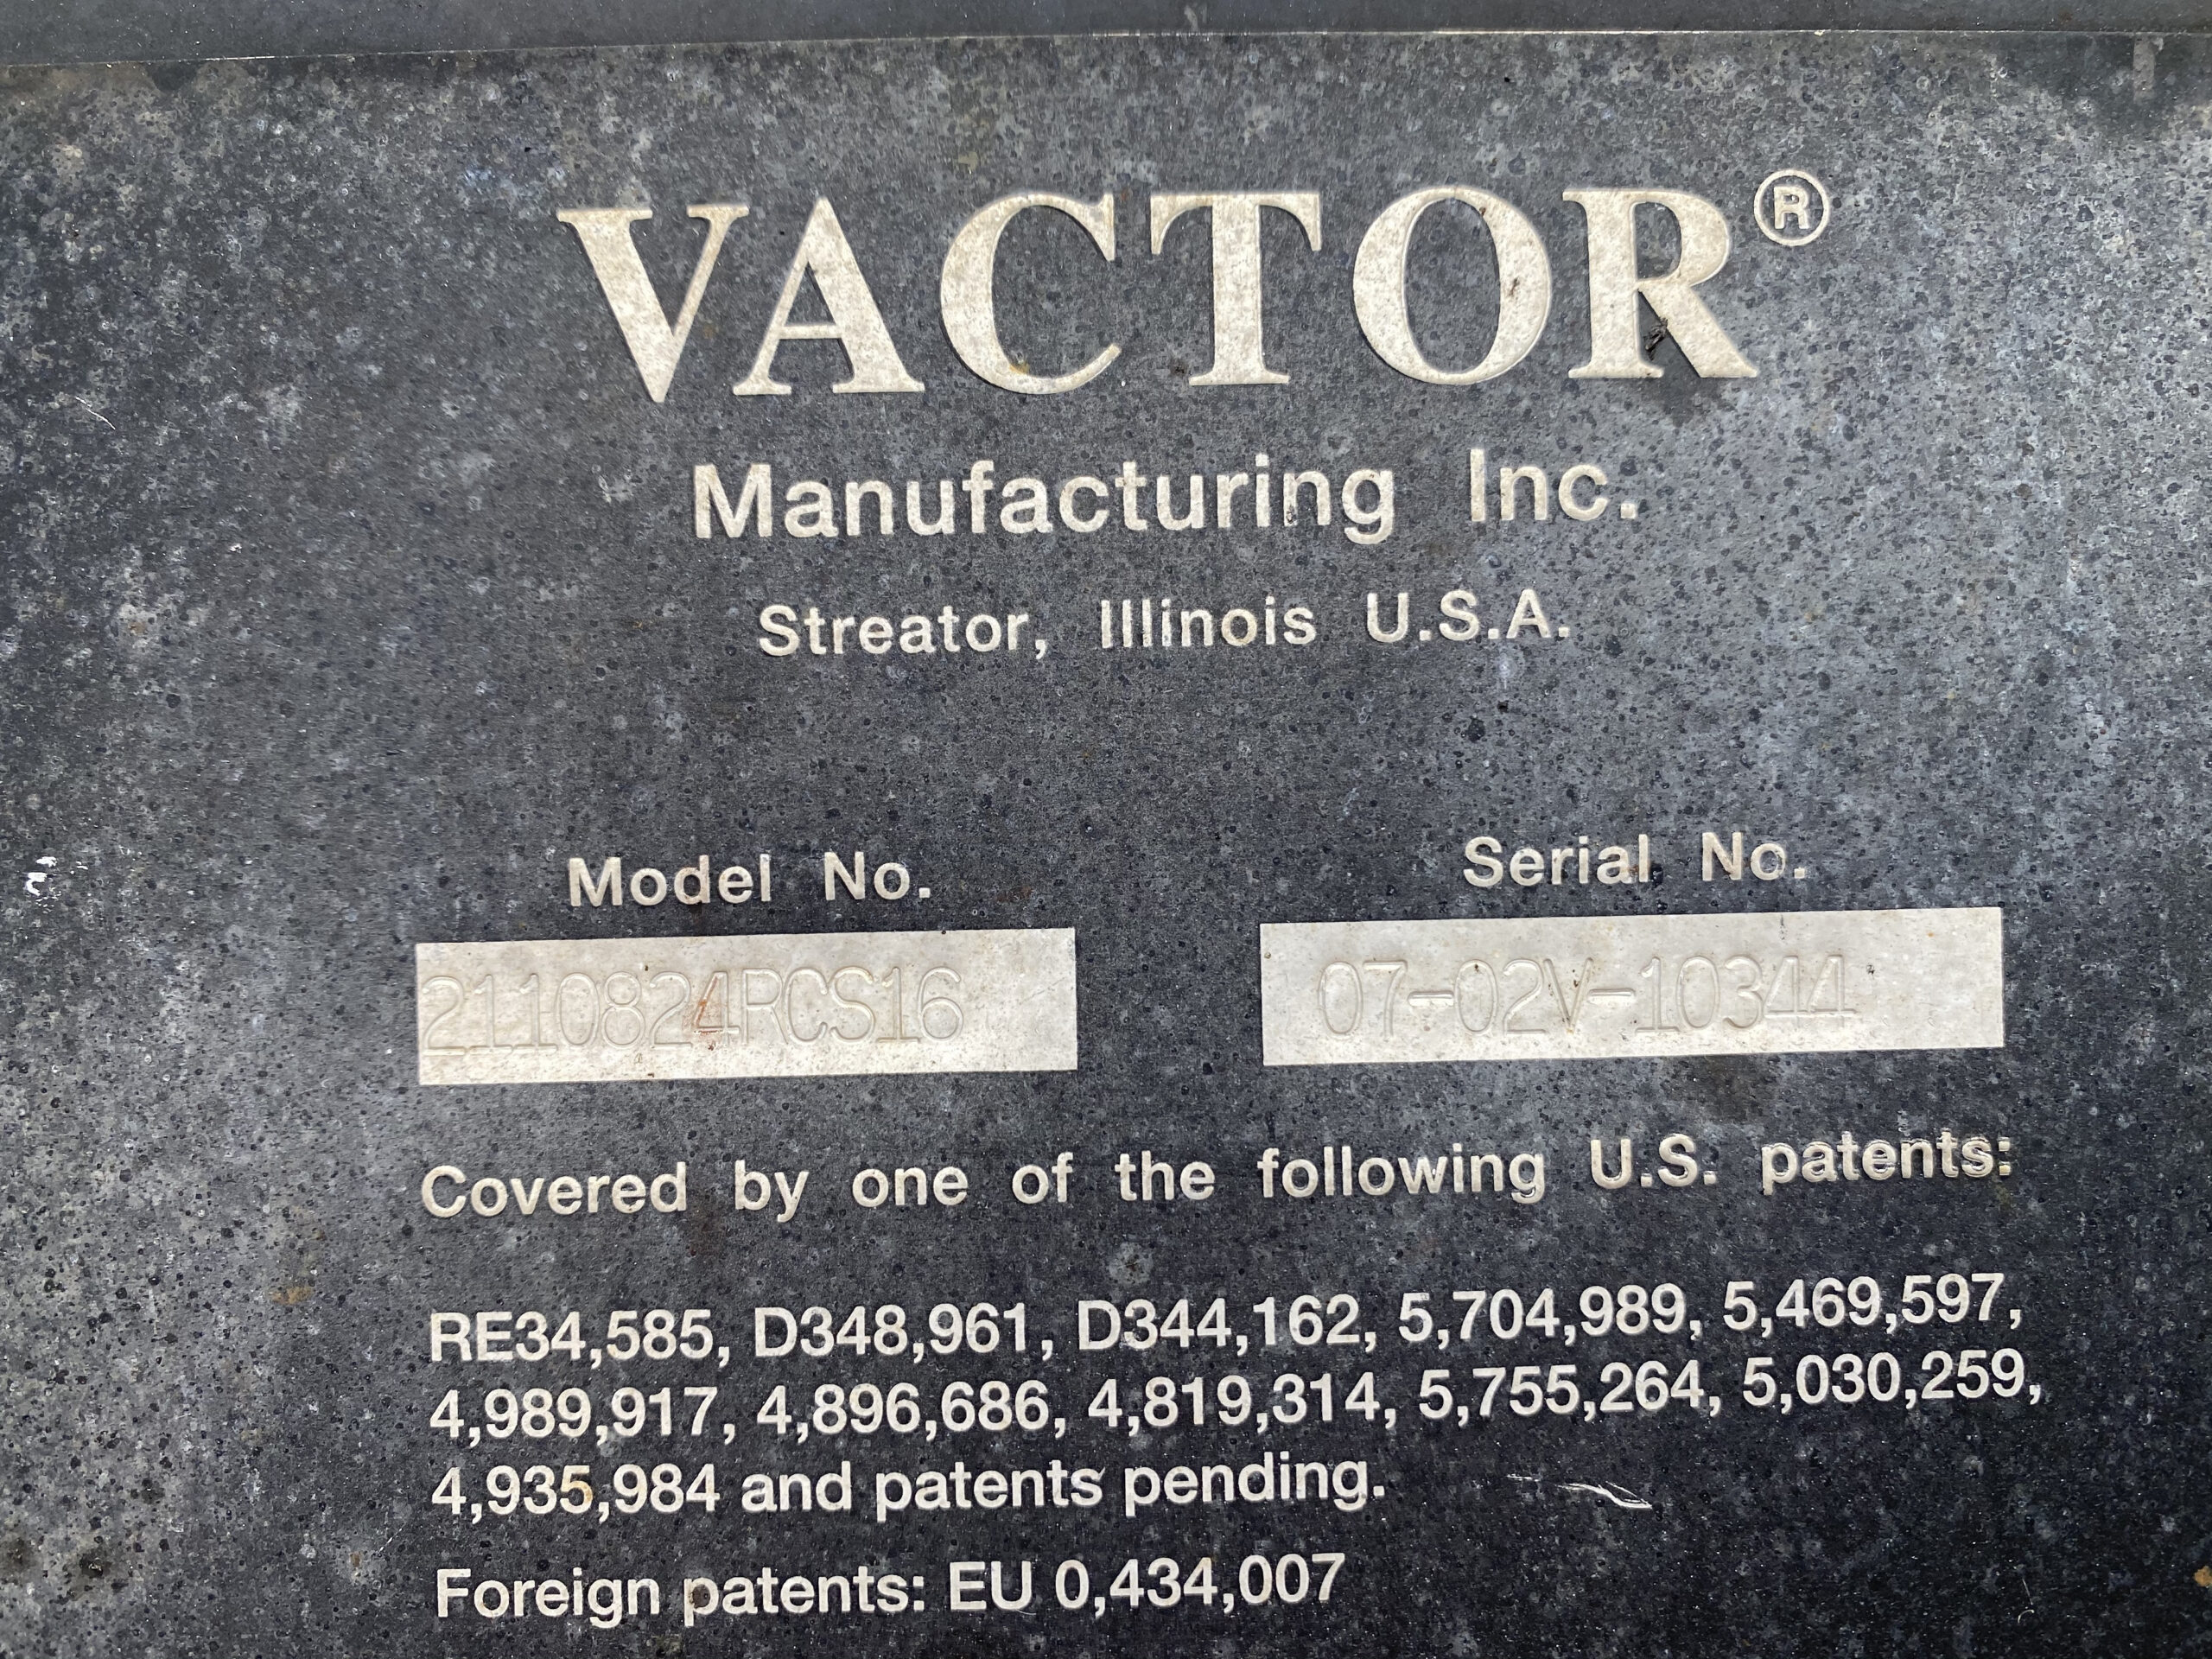 VACTOR®
Manufacturing Inc.
Streator, Illinois U.S.A.
Model No. Serial No.
2110824RCS16 07-02V-10344
Covered by one of the following U.S. patents:
RE34,585, D348,961, D344,162, 5,704,989, 5,469,597,
4,989,917, 4,896,686, 4,819,314, 5,755,264, 5,030,259,
4,935,984 and patents pending.
Foreign patents: EU 0,434,007